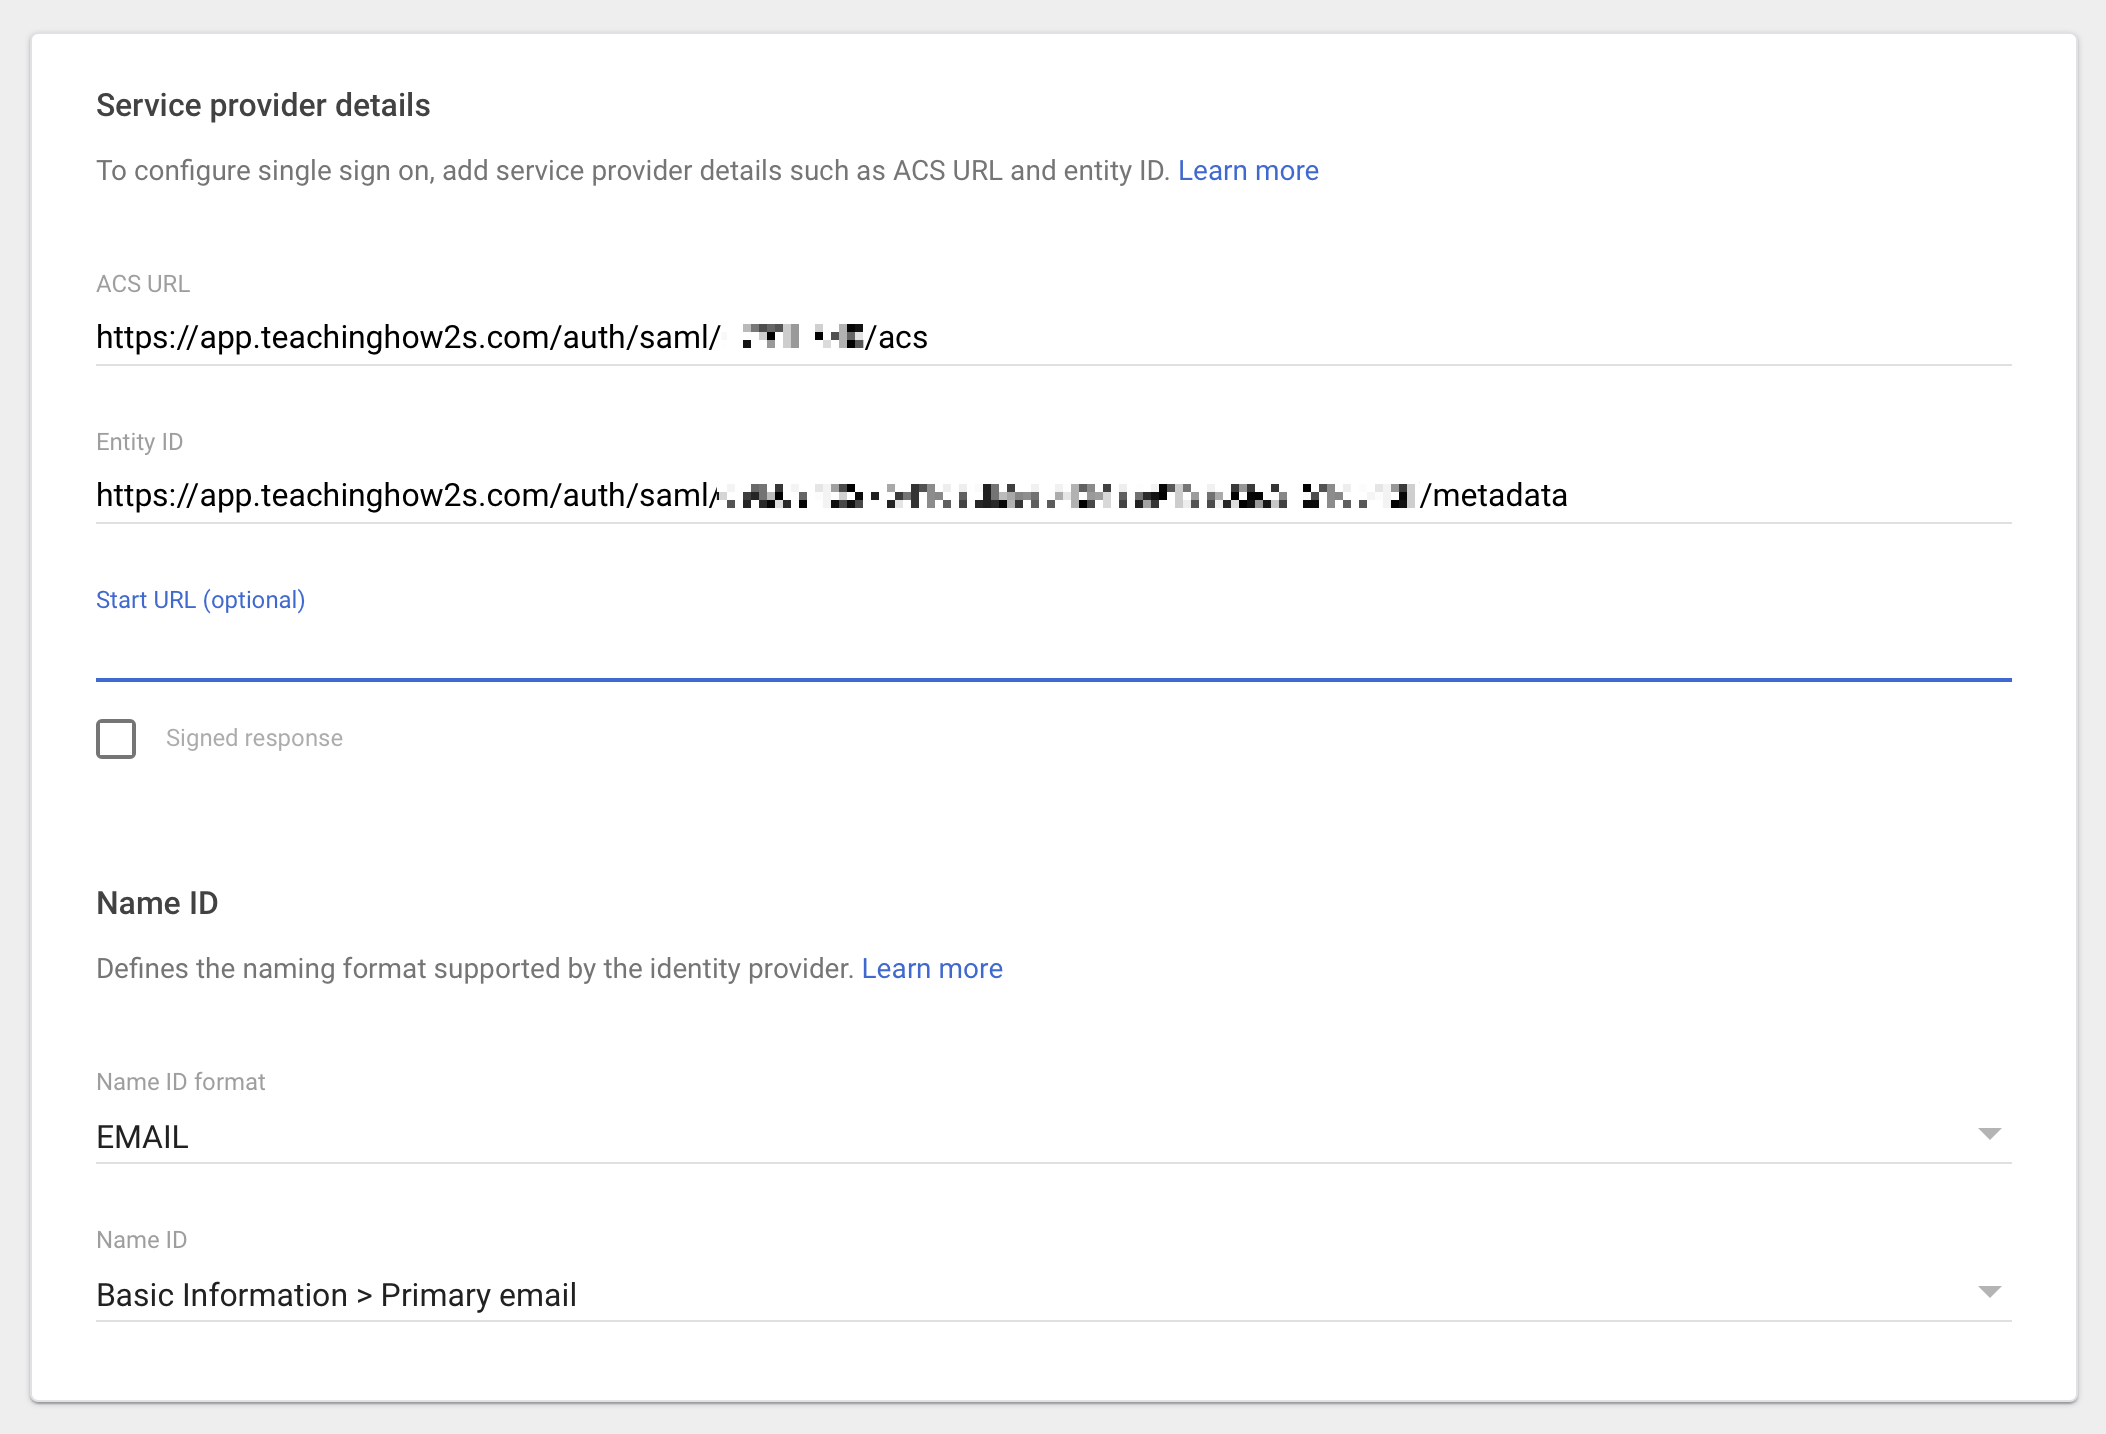 Service provider details
To configure single sign on, add service provider details such as ACS URL and entity ID. Learn more
ACS URL
https://app.teachinghow2s.com/auth/saml/ /acs
Entity ID
https://app.teachinghow2s.com/auth/saml/ /metadata
Start URL (optional)
Signed response
Name ID
Defines the naming format supported by the identity provider. Learn more
Name ID format
EMAIL
Name ID
Basic Information > Primary email